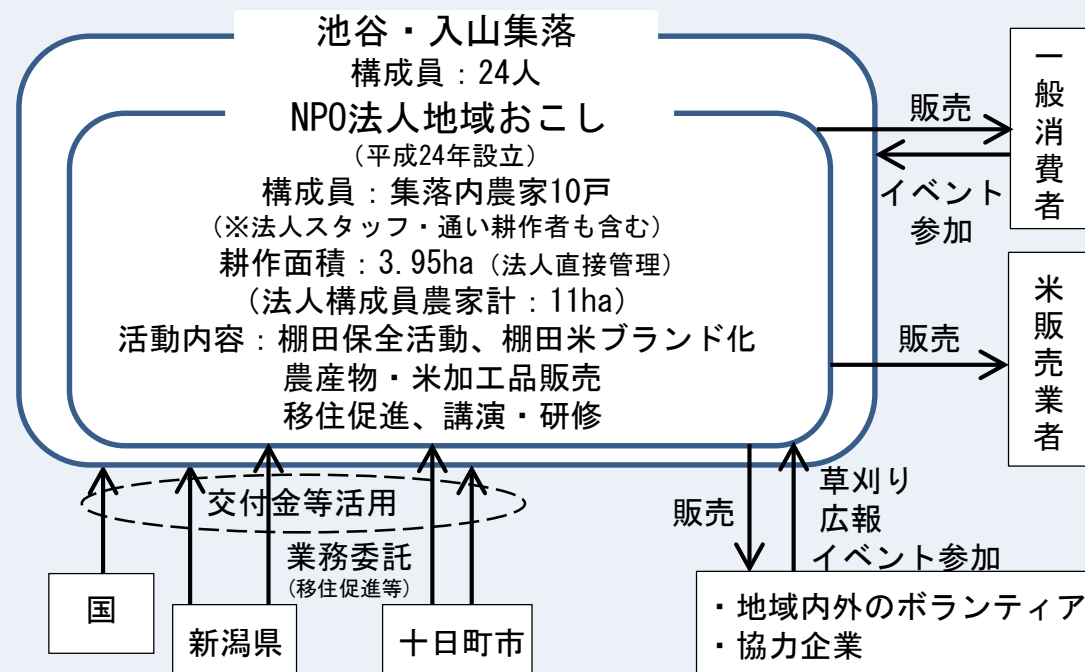 池谷・入山集落
構成員：24人
NPO法人地域おこし
（平成24年設立）
構成員：集落内農家10戸
（※法人スタッフ・通い耕作者も含む）
耕作面積：3.95ha（法人直接管理）
（法人構成員農家計：11ha）
活動内容：棚田保全活動、棚田米ブランド化
農産物・米加工品販売
移住促進、講演・研修
販売
イベント
参加
一般消費者
販売
米販売業者
交付金等活用
業務委託
(移住促進等)
国
新潟県
十日町市
販売
草刈り
広報
イベント参加
・地域内外のボランティア
・協力企業